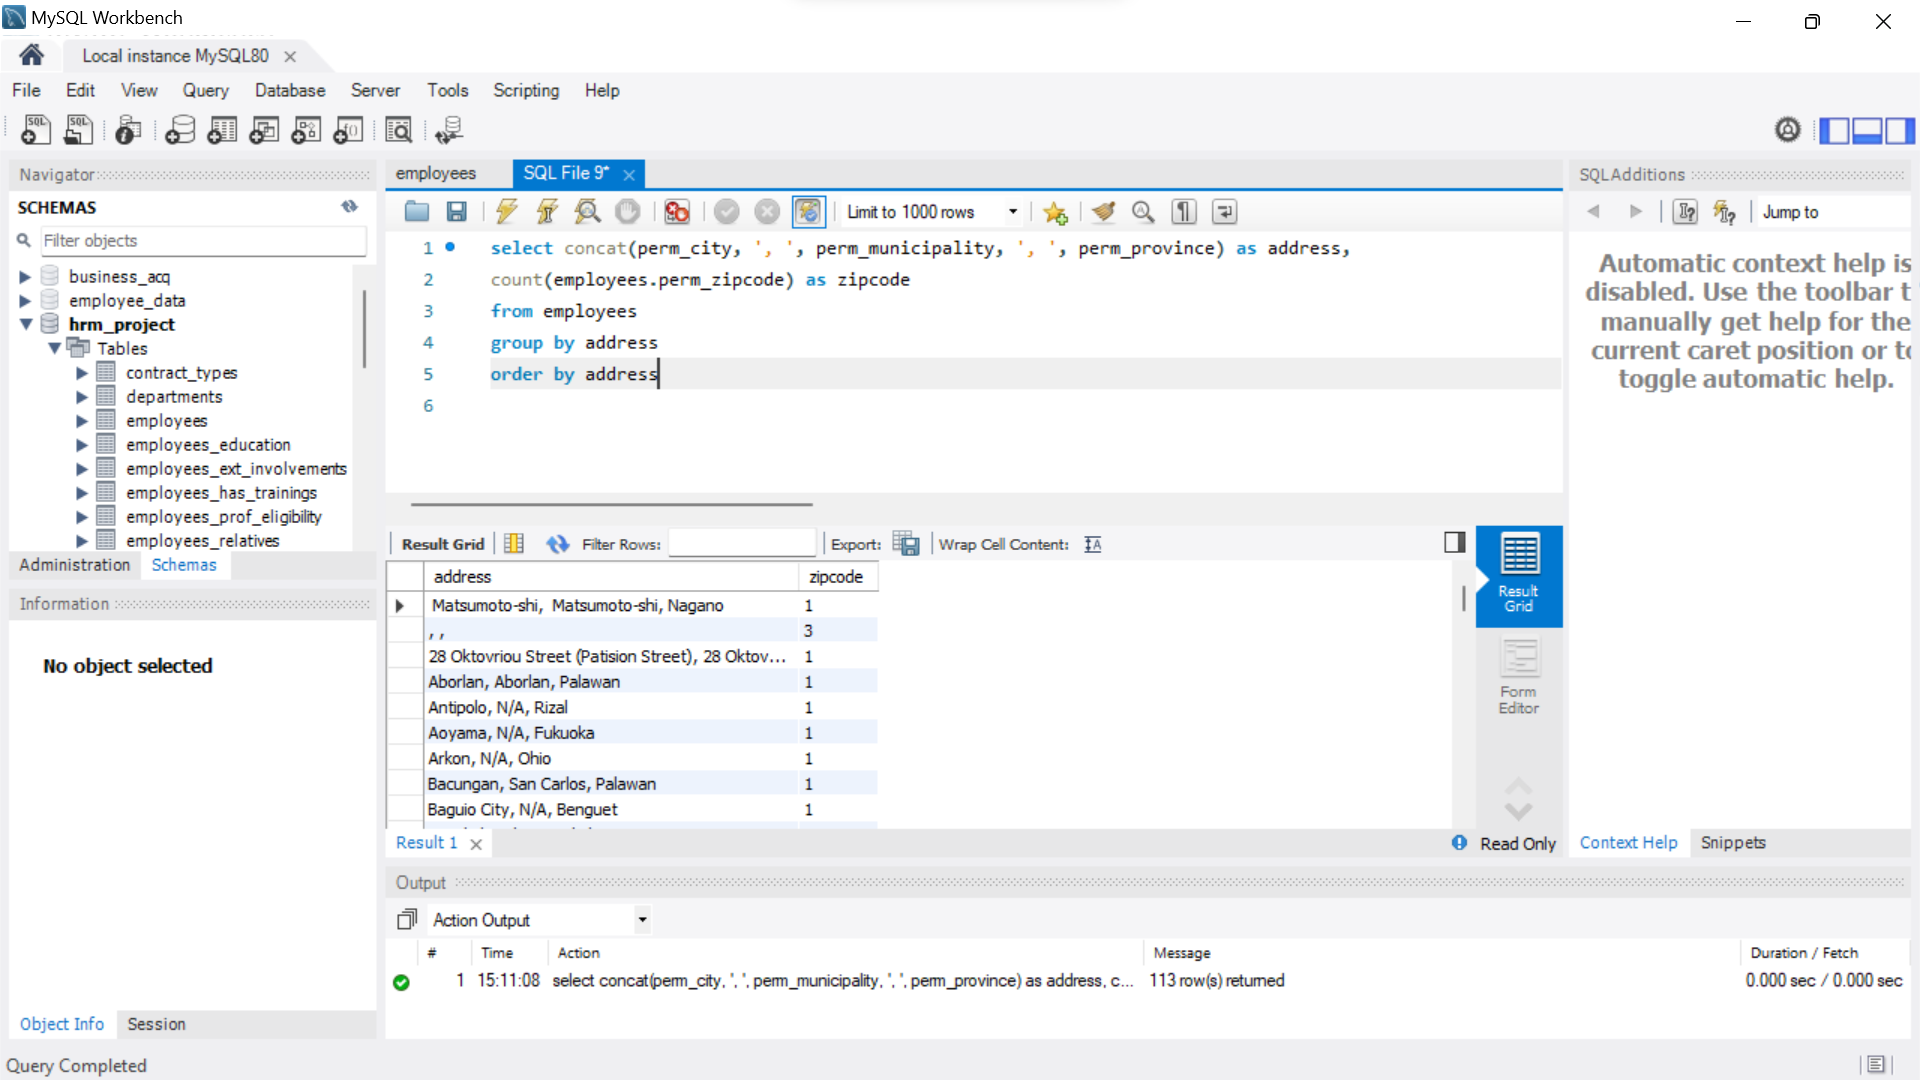 MySQL Workbench
Local instance MySQL80
File Edit View Query Database Server Tools Scripting Help
Navigator
SCHEMAS
Filter objects
business_acq
employee_data
hrm_project
Tables
contract_types
departments
employees
employees_education
employees_ext_involvements
employees_has_trainings
employees_prof_eligibility
employees_relatives
Administration Schemas
Information
No object selected
Object Info Session
employees SQL File 9*
Limit to 1000 rows
1 select concat(perm_city, ', ', perm_municipality, ', ', perm_province) as address,
2 count(employees.perm_zipcode) as zipcode
3 from employees
4 group by address
5 order by address
6
Result Grid Filter Rows: Export: Wrap Cell Content:
address zipcode
Matsumoto-shi, Matsumoto-shi, Nagano 1
, , 3
28 Oktovriou Street (Patision Street), 28 Oktov... 1
Aborlan, Aborlan, Palawan 1
Antipolo, N/A, Rizal 1
Aoyama, N/A, Fukuoka 1
Arkon, N/A, Ohio 1
Bacungan, San Carlos, Palawan 1
Baguio City, N/A, Benguet 1
Result Grid
Form Editor
Result 1
Read Only
SQLAdditions
Jump to
Automatic context help is
disabled. Use the toolbar t
manually get help for the
current caret position or to
toggle automatic help.
Context Help Snippets
Output
Action Output
# Time Action Message Duration / Fetch
1 15:11:08 select concat(perm_city, ', ', perm_municipality, ', ', perm_province) as address, c... 113 row(s) returned 0.000 sec / 0.000 sec
Query Completed